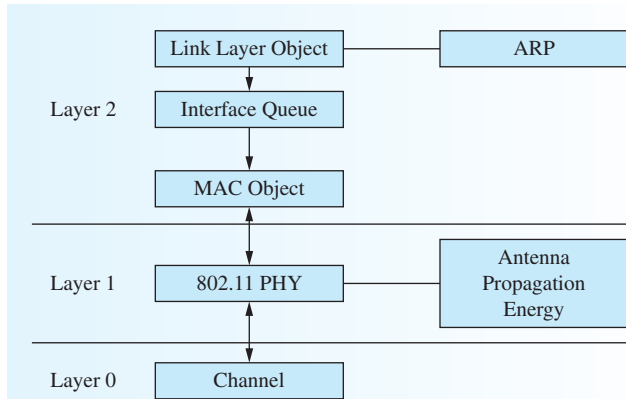 Link Layer Object
ARP
Layer 2
Interface Queue
MAC Object
Layer 1
802.11 PHY
Antenna
Propagation
Energy
Layer 0
Channel